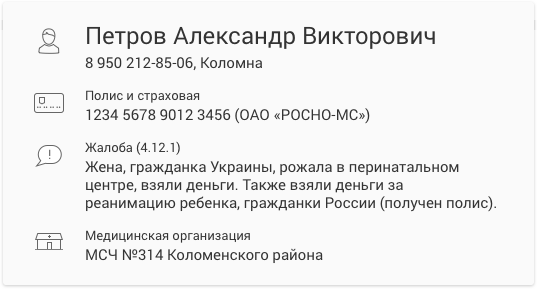 Петров Александр Викторович
8 950 212-85-06, Коломна
Полис и страховая
1234 5678 9012 3456 (ОАО «РОСНО-МС»)
Жалоба (4.12.1)
Жена, гражданка Украины, рожала в перинатальном
центре, взяли деньги. Также взяли деньги за
реанимацию ребенка, гражданки России (получен полис).
Медицинская организация
МСЧ №314 Коломенского района